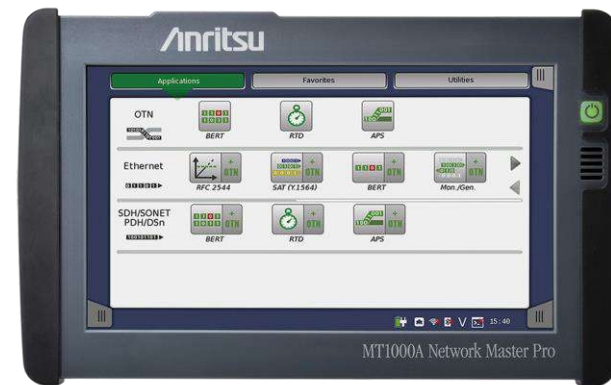 Anritsu
Applications Favorites Utilities
OTN
BERT RTD APS
Ethernet
RFC 2544 SAT (Y.1564) BERT Mon./Gen.
SDH/SONET
PDH/DSn
BERT RTD APS
15:40
MT1000A Network Master Pro